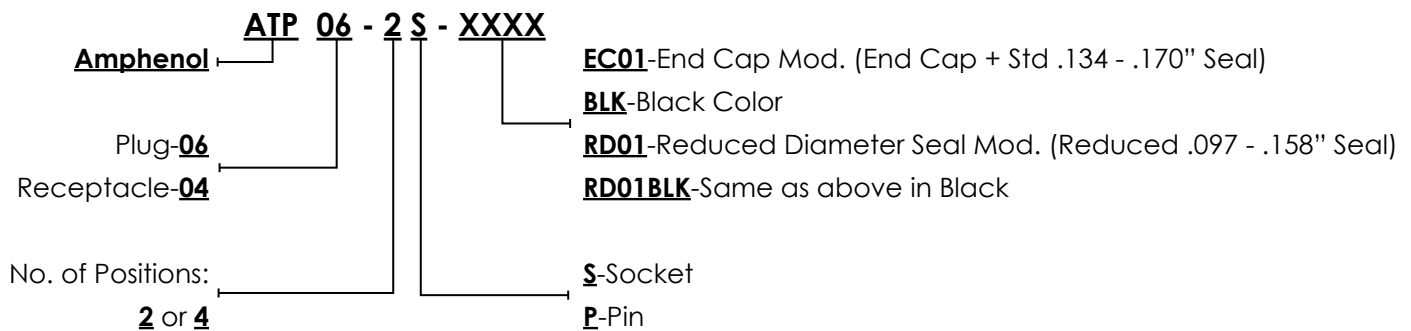 ATP 06 - 2 S - XXXX
Amphenol
EC01-End Cap Mod. (End Cap + Std .134 - .170” Seal)
BLK-Black Color
Plug-06
RD01-Reduced Diameter Seal Mod. (Reduced .097 - .158” Seal)
Receptacle-04
RD01BLK-Same as above in Black
No. of Positions:
S-Socket
2 or 4
P-Pin